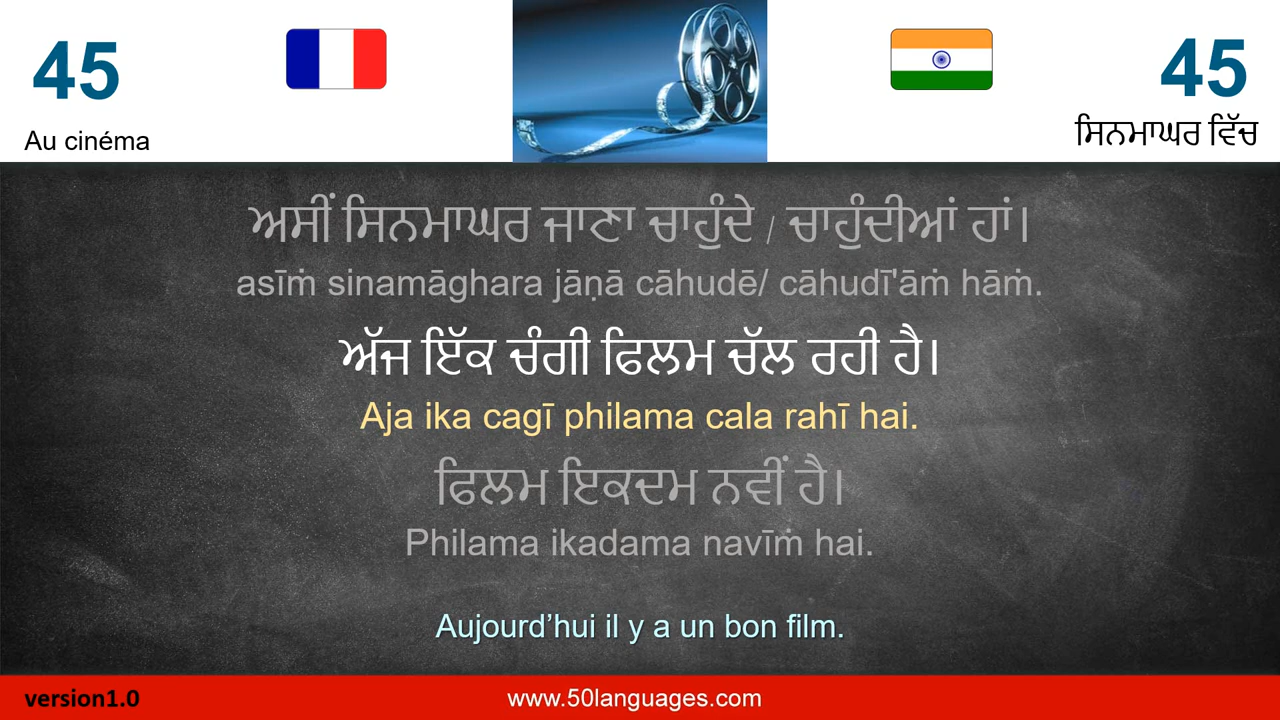 45
45
Au cinéma
ਸਿਨਮਾਘਰ ਵਿੱਚ
ਅਸੀਂ ਸਿਨਮਾਘਰ ਜਾਣਾ ਚਾਹੁੰਦੇ / ਚਾਹੁੰਦੀਆਂ ਹਾਂ।
asīṁ sinamāghara jāṇā cāhudē/ cāhudī'āṁ hāṁ.
ਅੱਜ ਇੱਕ ਚੰਗੀ ਫਿਲਮ ਚੱਲ ਰਹੀ ਹੈ।
Aja ika cagī philama cala rahī hai.
ਫਿਲਮ ਇਕਦਮ ਨਵੀਂ ਹੈ।
Philama ikadama navīṁ hai.
Aujourd’hui il y a un bon film.
version1.0
www.50languages.com